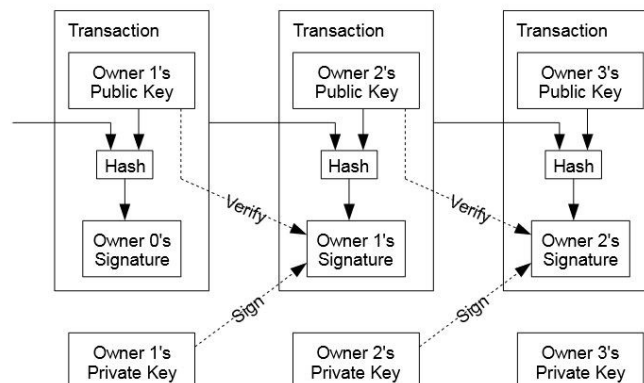 Transaction
Owner 1's
Public Key
Hash
Owner 0's
Signature
Transaction
Owner 2's
Public Key
Hash
Verify
Owner 1's
Signature
Transaction
Owner 3's
Public Key
Hash
Verify
Owner 2's
Signature
Sign
Sign
Owner 1's
Private Key
Owner 2's
Private Key
Owner 3's
Private Key